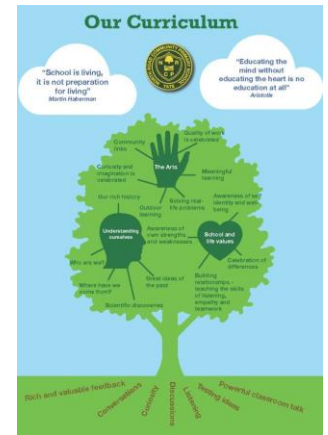 Our Curriculum
"School is living,
it is not preparation
for living"
Martin Haberman
"Educating the
mind without
educating the heart is no
education at all"
Aristotle
Quality of work
is celebrated
Community
links
The Arts
Curiosity and
imagination is
celebrated
Meaningful
learning
Solving real-
life problems
Outdoor
learning
Our rich history
Awareness of self
identity and well-
being
Understanding
ourselves
Awareness of
own strengths
and weaknesses
School and
life values
Celebration of
differences
Who are we?
Great ideas of
the past
Where have we
come from?
Building
relationships -
teaching the skills
of listening,
empathy and
teamwork
Scientific discoveries
Rich and valuable feedback
Conversations
Curiosity
Discussions
Listening
Testing ideas
Powerful classroom talk